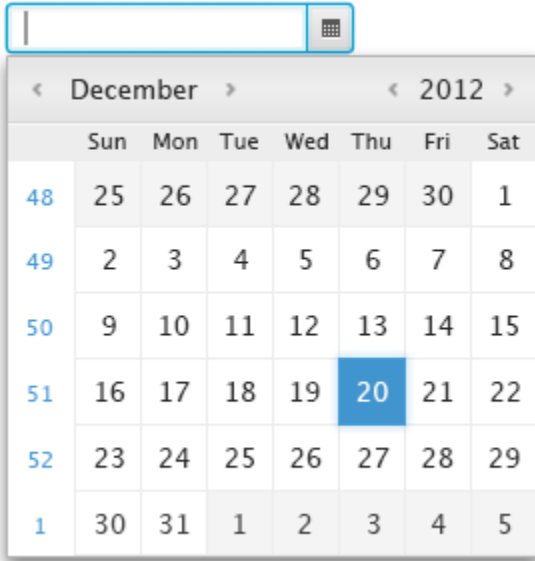 December 2012
Sun Mon Tue Wed Thu Fri Sat
48 25 26 27 28 29 30 1
49 2 3 4 5 6 7 8
50 9 10 11 12 13 14 15
51 16 17 18 19 20 21 22
52 23 24 25 26 27 28 29
1 30 31 1 2 3 4 5